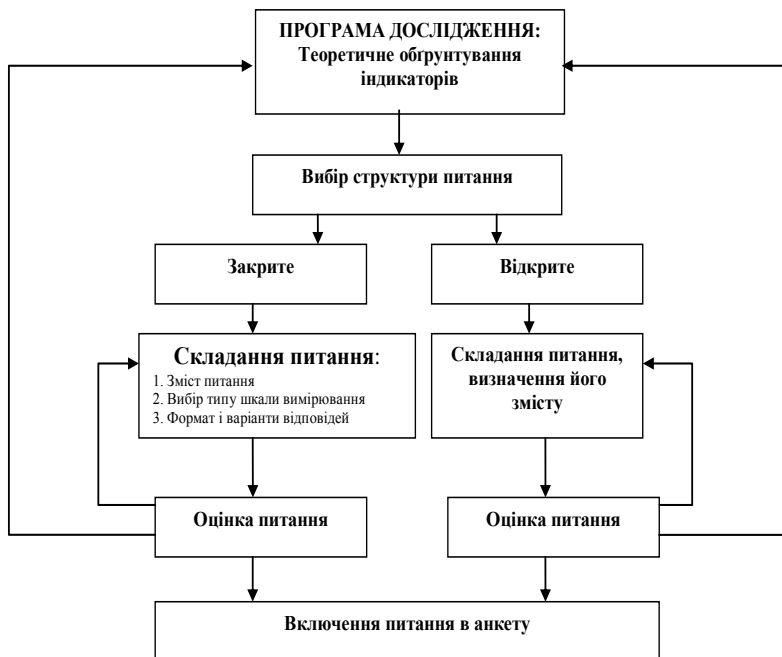 ПРОГРАМА ДОСЛІДЖЕННЯ:
Теоретичне обґрунтування
індикаторів
Вибір структури питання
Закрите
Відкрите
Складання питання:
1. Зміст питання
2. Вибір типу шкали вимірювання
3. Формат і варіанти відповідей
Складання питання,
визначення його
змісту
Оцінка питання
Оцінка питання
Включення питання в анкету